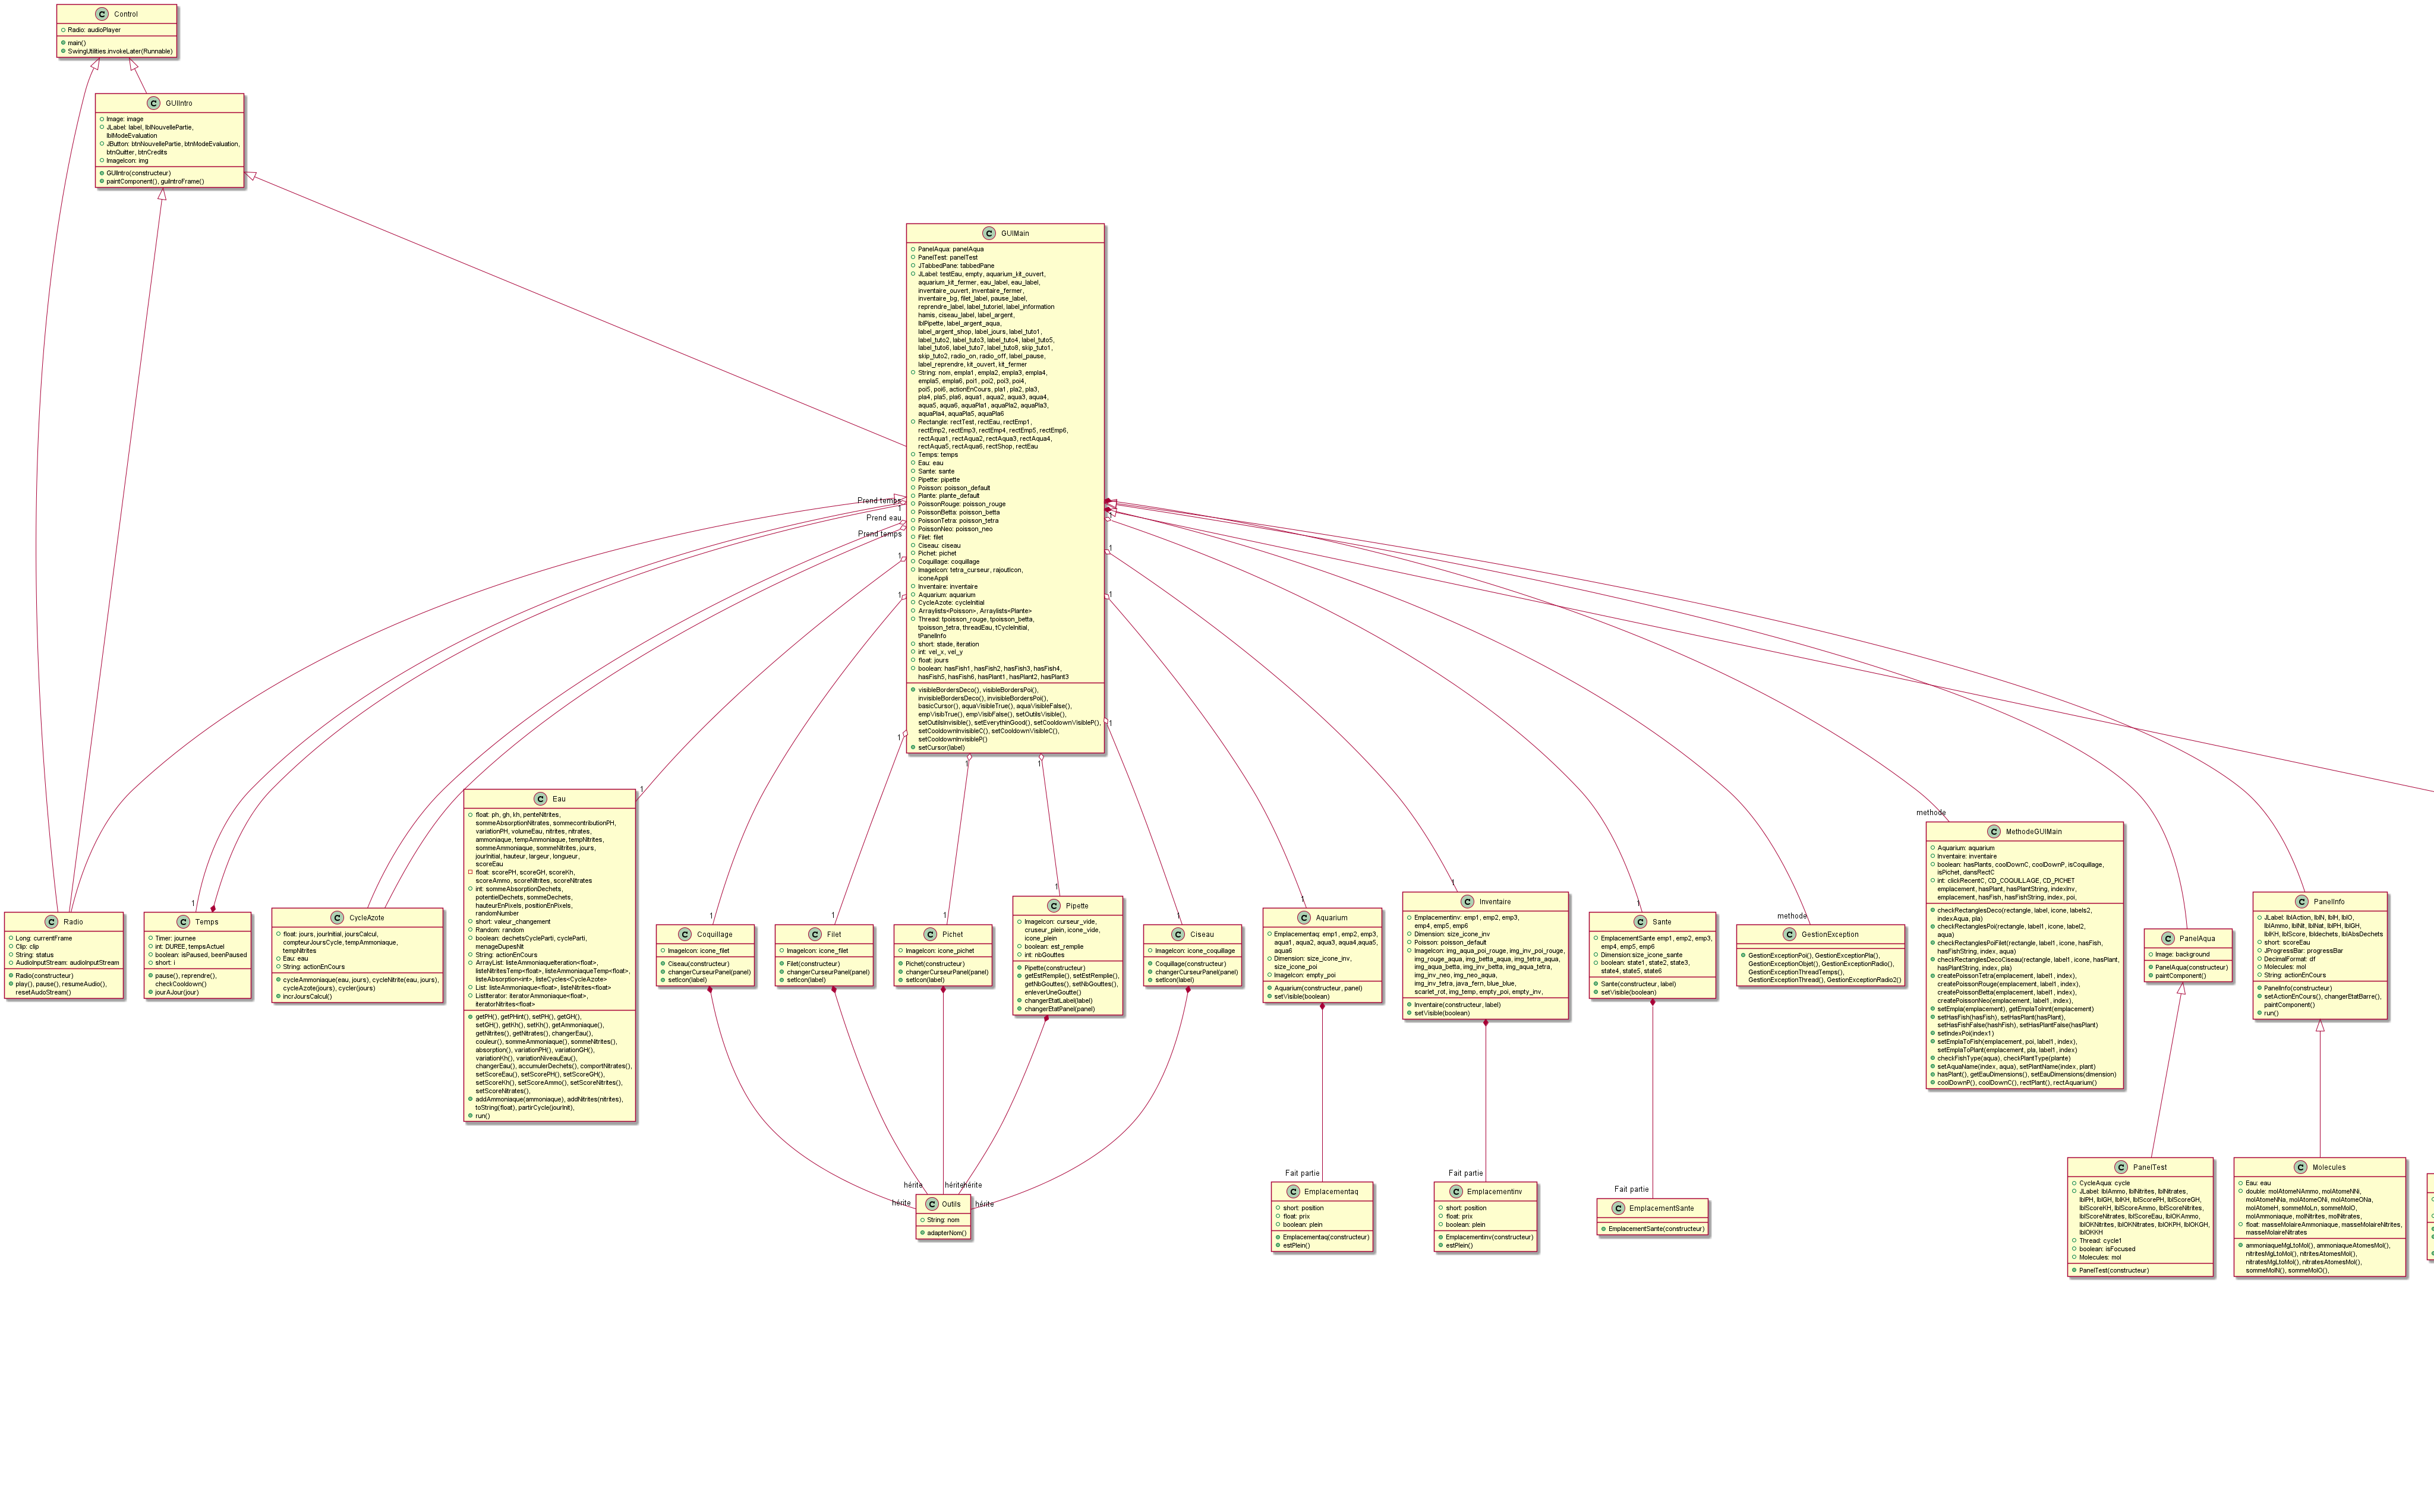 Control
Radio: audioPlayer
main()
SwingUtilities.invokeLater(Runnable)
GUIIntro
Image: image
JLabel: label, lblNouvellePartie,
lblModeEvaluation
JButton: btnNouvellePartie, btnModeEvaluation,
btnQuitter, btnCredits
ImageIcon: img
GUIIntro(constructeur)
paintComponent(), guiIntroFrame()
GUIMain
PanelAqua: panelAqua
PanelTest: panelTest
JTabbedPane: tabbedPane
JLabel: testEau, empty, aquarium_kit_ouvert,
aquarium_kit_fermer, eau_label, eau_label,
inventaire_ouvert, inventaire_fermer,
inventaire_bg, filet_label, pause_label,
reprendre_label, label_tutoriel, label_information
hamis, ciseau_label, label_argent,
lblPipette, label_argent_aqua,
label_argent_shop, label_jours, label_tuto1,
label_tuto2, label_tuto3, label_tuto4, label_tuto5,
label_tuto6, label_tuto7, label_tuto8, skip_tuto1,
skip_tuto2, radio_on, radio_off, label_pause,
label_reprendre, kit_ouvert, kit_fermer
String: nom, empla1, empla2, empla3, empla4,
empla5, empla6, poi1, poi2, poi3, poi4,
poi5, poi6, actionEnCours, pla1, pla2, pla3,
pla4, pla5, pla6, aqua1, aqua2, aqua3, aqua4,
aqua5, aqua6, aquaPla1, aquaPla2, aquaPla3,
aquaPla4, aquaPla5, aquaPla6
Rectangle: rectTest, rectEau, rectEmp1,
rectEmp2, rectEmp3, rectEmp4, rectEmp5, rectEmp6,
rectAqua1, rectAqua2, rectAqua3, rectAqua4,
rectAqua5, rectAqua6, rectShop, rectEau
Temps: temps
Eau: eau
Sante: sante
Pipette: pipette
Poisson: poisson_default
Plante: plante_default
PoissonRouge: poisson_rouge
PoissonBetta: poisson_betta
PoissonTetra: poisson_tetra
PoissonNeo: poisson_neo
Filet: filet
Ciseau: ciseau
Pichet: pichet
Coquillage: coquillage
ImageIcon: tetra_curseur, rajoutIcon,
iconeAppli
Inventaire: inventaire
Aquarium: aquarium
CycleAzote: cycleInitial
Arraylists<Poisson>, Arraylists<Plante>
Thread: tpoisson_rouge, tpoisson_betta,
tpoisson_tetra, threadEau, tCycleInitial,
tPanelInfo
short: stade, iteration
int: vel_x, vel_y
float: jours
boolean: hasFish1, hasFish2, hasFish3, hasFish4,
hasFish5, hasFish6, hasPlant1, hasPlant2, hasPlant3
visibleBordersDeco(), visibleBordersPoi(),
invisibleBordersDeco(), invisibleBordersPoi(),
basicCursor(), aquaVisibleTrue(), aquaVisibleFalse(),
empVisibTrue(), empVisibFalse(), setOutilsVisible(),
setOutilsInvisible(), setEverythinGood(), setCooldownVisibleP(),
setCooldownInvisibleC(), setCooldownVisibleC(),
setCooldownInvisibleP()
setCursor(label)
Prend temps
1
Prend eau
Prend temps
1
1
1
1
1
1
1
1
1
Eau
float: ph, gh, kh, penteNitrites,
sommeAbsorptionNitrates, sommecontributionPH,
variationPH, volumeEau, nitrites, nitrates,
ammoniaque, tempAmmoniaque, tempNitrites,
sommeAmmoniaque, sommeNitrites, jours,
jourInitial, hauteur, largeur, longueur,
scoreEau
float: scorePH, scoreGH, scoreKh,
scoreAmmo, scoreNitrites, scoreNitrates
int: sommeAbsorptionDechets,
potentielDechets, sommeDechets,
hauteurEnPixels, positionEnPixels,
randomNumber
short: valeur_changement
Random: random
boolean: dechetsCycleParti, cycleParti,
menageDupesNit
String: actionEnCours
ArrayList: listeAmmoniaqueIteration<float>,
listeNitritesTemp<float>, listeAmmoniaqueTemp<float>,
listeAbsorption<int>, listeCycles<CycleAzote>
List: listeAmmoniaque<float>, listeNitrites<float>
ListIterator: iteratorAmmoniaque<float>,
iteratorNitrites<float>
getPH(), getPHint(), setPH(), getGH(),
setGH(), getKh(), setKh(), getAmmoniaque(),
getNitrites(), getNitrates(), changerEau(),
couleur(), sommeAmmoniaque(), sommeNitrites(),
absorption(), variationPH(), variationGH(),
variationKh(), variationNiveauEau(),
changerEau(), accumulerDechets(), comportNitrates(),
setScoreEau(), setScorePH(), setScoreGH(),
setScoreKh(), setScoreAmmo(), setScoreNitrites(),
setScoreNitrates(),
addAmmoniaque(ammoniaque), addNitrites(nitrites),
toString(float), partirCycle(jourInit),
run()
Radio
Long: currentFrame
Clip: clip
String: status
AudioInputStream: audioInputStream
Radio(constructeur)
play(), pause(), resumeAudio(),
resetAudoStream()
1
Temps
Timer: journee
int: DUREE, tempsActuel
boolean: isPaused, beenPaused
short: i
pause(), reprendre(),
checkCooldown()
jourAJour(jour)
CycleAzote
float: jours, jourInitial, joursCalcul,
compteurJoursCycle, tempAmmoniaque,
tempNitrites
Eau: eau
String: actionEnCours
cycleAmmoniaque(eau, jours), cycleNitrite(eau, jours),
cycleAzote(jours), cycler(jours)
incrJoursCalcul()
1
Coquillage
ImageIcon: icone_filet
Ciseau(constructeur)
changerCurseurPanel(panel)
setIcon(label)
1
Filet
ImageIcon: icone_filet
Filet(constructeur)
changerCurseurPanel(panel)
setIcon(label)
1
Pichet
ImageIcon: icone_pichet
Pichet(constructeur)
changerCurseurPanel(panel)
setIcon(label)
1
Pipette
ImageIcon: curseur_vide,
cruseur_plein, icone_vide,
icone_plein
boolean: est_remplie
int: nbGouttes
Pipette(constructeur)
getEstRemplie(), setEstRemplie(),
getNbGouttes(), setNbGouttes(),
enleverUneGoutte()
changerEtatLabel(label)
changerEtatPanel(panel)
1
Ciseau
ImageIcon: icone_coquillage
Coquillage(constructeur)
changerCurseurPanel(panel)
setIcon(label)
1
Aquarium
Emplacementaq: emp1, emp2, emp3,
aqua1, aqua2, aqua3, aqua4,aqua5,
aqua6
Dimension: size_icone_inv,
size_icone_poi
ImageIcon: empty_poi
Aquarium(constructeur, panel)
setVisible(boolean)
1
Inventaire
Emplacementinv: emp1, emp2, emp3,
emp4, emp5, emp6
Dimension: size_icone_inv
Poisson: poisson_default
ImageIcon: img_aqua_poi_rouge, img_inv_poi_rouge,
img_rouge_aqua, img_betta_aqua, img_tetra_aqua,
img_aqua_betta, img_inv_betta, img_aqua_tetra,
img_inv_neo, img_neo_aqua,
img_inv_tetra, java_fern, blue_blue,
scarlet_rot, img_temp, empty_poi, empty_inv,
Inventaire(constructeur, label)
setVisible(boolean)
1
Sante
EmplacementSante emp1, emp2, emp3,
emp4, emp5, emp6
Dimension:size_icone_sante
boolean: state1, state2, state3,
state4, state5, state6
Sante(constructeur, label)
setVisible(boolean)
methode
GestionException
GestionExceptionPoi(), GestionExceptionPla(),
GestionExceptionObjet(), GestionExceptionRadio(),
GestionExceptionThreadTemps(),
GestionExceptionThread(), GestionExceptionRadio2()
methode
MethodeGUIMain
Aquarium: aquarium
Inventaire: inventaire
boolean: hasPlants, coolDownC, coolDownP, isCoquillage,
isPichet, dansRectC
int: clickRecentC, CD_COQUILLAGE, CD_PICHET
emplacement, hasPlant, hasPlantString, indexInv,
emplacement, hasFish, hasFishString, index, poi,
checkRectanglesDeco(rectangle, label, icone, labels2,
indexAqua, pla)
checkRectanglesPoi(rectangle, label1, icone, label2,
aqua)
checkRectanglesPoiFilet(rectangle, label1, icone, hasFish,
hasFishString, index, aqua)
checkRectanglesDecoCiseau(rectangle, label1, icone, hasPlant,
hasPlantString, index, pla)
createPoissonTetra(emplacement, label1, index),
createPoissonRouge(emplacement, label1, index),
createPoissonBetta(emplacement, label1, index),
createPoissonNeo(emplacement, label1, index),
setEmpla(emplacement), getEmplaToInnt(emplacement)
setHasFish(hasFish), setHasPlant(hasPlant),
setHasFishFalse(hashFish), setHasPlantFalse(hasPlant)
setIndexPoi(index1)
setEmplaToFish(emplacement, poi, label1, index),
setEmplaToPlant(emplacement, pla, label1, index)
checkFishType(aqua), checkPlantType(plante)
setAquaName(index, aqua), setPlantName(index, plant)
hasPlant(), getEauDimensions(), setEauDimensions(dimension)
coolDownP(), coolDownC(), rectPlant(), rectAquarium()
PanelAqua
Image: background
PanelAqua(constructeur)
paintComponent()
PanelInfo
JLabel: lblAction, lblN, lblH, lblO,
lblAmmo, lblNit, lblNat, lblPH, lblGH,
lblKH, lblScore, lbldechets, lblAbsDechets
short: scoreEau
JProgressBar: progressBar
DecimalFormat: df
Molecules: mol
String: actionEnCours
PanelInfo(constructeur)
setActionEnCours(), changerEtatBarre(),
paintComponent()
run()
hérite
hérite
hérite
hérite
hérite
Outils
String: nom
adapterNom()
Fait partie
Emplacementaq
short: position
float: prix
boolean: plein
Emplacementaq(constructeur)
estPlein()
Fait partie
Emplacementinv
short: position
float: prix
boolean: plein
Emplacementinv(constructeur)
estPlein()
Fait partie
EmplacementSante
EmplacementSante(constructeur)
PanelTest
CycleAqua: cycle
JLabel: lblAmmo, lblNitrites, lblNitrates,
lblPH, lblGH, lblKH, lblScorePH, lblScoreGH,
lblScoreKH, lblScoreAmmo, lblScoreNitrites,
lblScoreNitrates, lblScoreEau, lblOKAmmo,
lblOKNitrites, lblOKNitrates, lblOKPH, lblOKGH,
lblOKKH
Thread: cycle1
boolean: isFocused
Molecules: mol
PanelTest(constructeur)
Molecules
Eau: eau
double: molAtomeNAmmo, molAtomeNNi,
molAtomeNNa, molAtomeONi, molAtomeONa,
molAtomeH, sommeMoLn, sommeMolO,
molAmmoniaque, molNitrites, molNitrates,
float: masseMolaireAmmoniaque, masseMolaireNitrites,
masseMolaireNitrates
ammoniaqueMgLtoMol(), ammoniaqueAtomesMol(),
nitritesMgLtoMol(), nitritesAtomesMol(),
nitratesMgLtoMol(), nitratesAtomesMol(),
sommeMolN(), sommeMolO(),